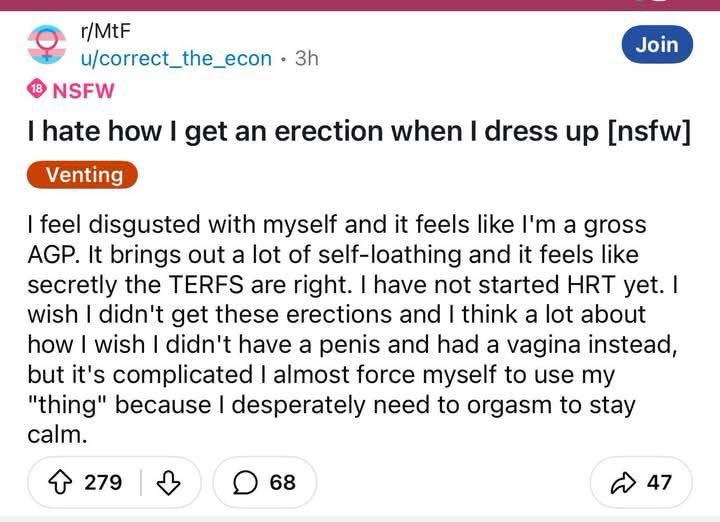 r/MtF
u/correct_the_econ • 3h
Join
18 NSFW
I hate how I get an erection when I dress up [nsfw]
Venting
I feel disgusted with myself and it feels like I'm a gross
AGP. It brings out a lot of self-loathing and it feels like
secretly the TERFS are right. I have not started HRT yet. I
wish I didn't get these erections and I think a lot about
how I wish I didn't have a penis and had a vagina instead,
but it's complicated I almost force myself to use my
"thing" because I desperately need to orgasm to stay
calm.
279
68
47